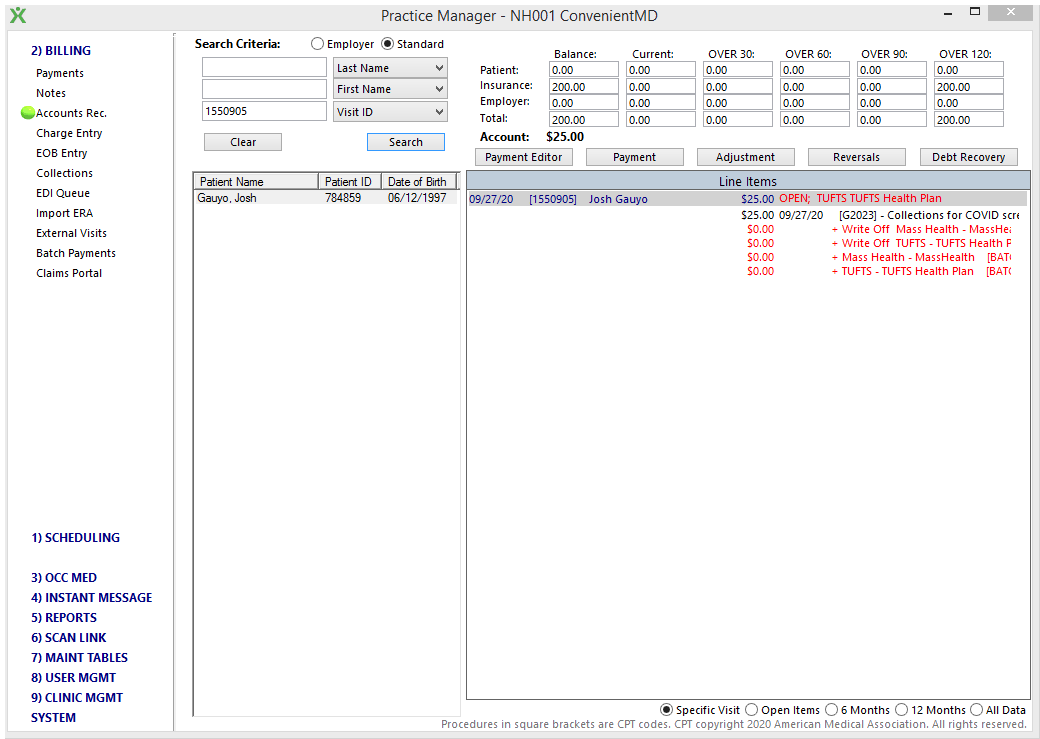 Practice Manager - NH001 ConvenientMD
2) BILLING
Payments
Notes
Accounts Rec.
Charge Entry
EOB Entry
Collections
EDI Queue
Import ERA
External Visits
Batch Payments
Claims Portal
1) SCHEDULING
3) OCC MED
4) INSTANT MESSAGE
5) REPORTS
6) SCAN LINK
7) MAINT TABLES
8) USER MGMT
9) CLINIC MGMT
SYSTEM
Search Criteria: Employer Standard
Last Name
First Name
1550905 Visit ID
Clear Search
Patient Name Patient ID Date of Birth
Gauyo, Josh 784859 06/12/1997
Balance: Current: OVER 30: OVER 60: OVER 90: OVER 120:
Patient: 0.00 0.00 0.00 0.00 0.00 0.00
Insurance: 200.00 0.00 0.00 0.00 0.00 200.00
Employer: 0.00 0.00 0.00 0.00 0.00 0.00
Total: 200.00 0.00 0.00 0.00 0.00 200.00
Account: $25.00
Payment Editor Payment Adjustment Reversals Debt Recovery
Line Items
09/27/20 [1550905] Josh Gauyo $25.00 OPEN; TUFTS TUFTS Health Plan
$25.00 09/27/20 [G2023] - Collections for COVID scre
$0.00 + Write Off Mass Health - MassHea
$0.00 + Write Off TUFTS - TUFTS Health P
$0.00 + Mass Health - MassHealth [BATC
$0.00 + TUFTS - TUFTS Health Plan [BATC
Specific Visit Open Items 6 Months 12 Months All Data
Procedures in square brackets are CPT codes. CPT copyright 2020 American Medical Association. All rights reserved.